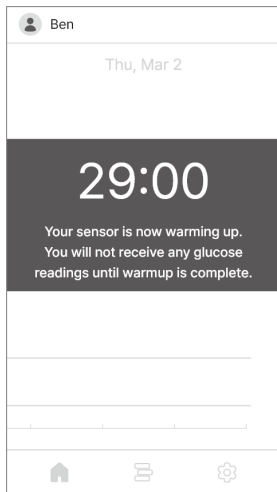 Ben
Thu, Mar 2
29:00
Your sensor is now warming up.
You will not receive any glucose
readings until warmup is complete.